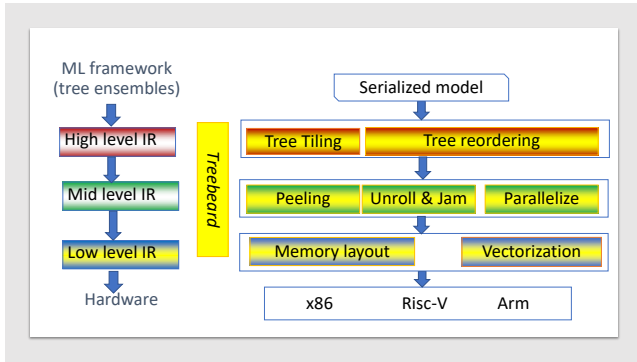 ML framework
(tree ensembles)
High level IR
Mid level IR
Low level IR
Hardware
Treebeard
Serialized model
Tree Tiling
Tree reordering
Peeling
Unroll & Jam
Parallelize
Memory layout
Vectorization
x86
Risc-V
Arm